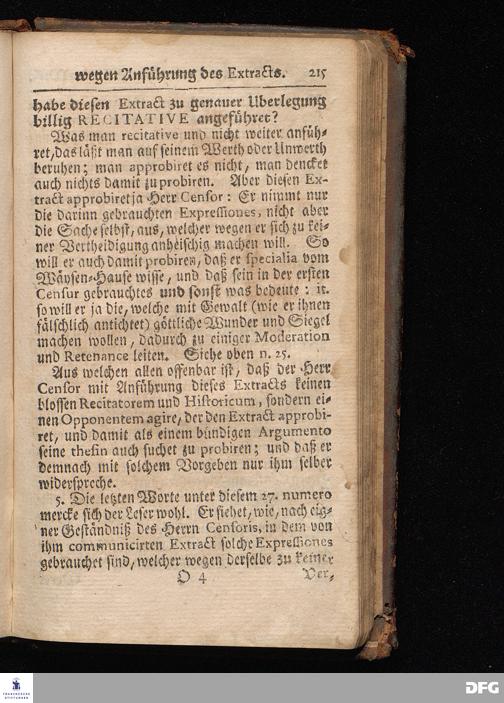 wegen Anführung des Extracts. 215
habe diesen Extract zu genauer Uberlegung
billig RECITATIVE angeführet?
Was man recitative und nicht weiter anfüh-
ret, das läßt man auf seinem Werth oder Unwerth
beruhen; man approbiret es nicht, man dencket
auch nichts damit zu probiren. Aber diesen Ex-
tract approbiret ja Herr Censor: Er nimmt nur
die darinn gebrauchten Expressiones, nicht aber
die Sache selbst, aus, welcher wegen er sich zu kei-
ner Vertheidigung anheischig machen will. So
will er auch damit probiren, daß er specialia vom
Wäysen-Hause wisse, und daß sein in der ersten
Censur gebrauchtes und sonst was bedeute: it.
so will er ja die, welche mit Gewalt (wie er ihnen
fälschlich antichtet) göttliche Wunder und Siegel
machen wollen, dadurch zu einiger Moderation
und Retenance leiten. Siehe oben n. 25.
Aus welchen allen offenbar ist, daß der Herr
Censor mit Anführung dieses Extracts keinen
blossen Recitatorem und Historicum, sondern ei-
nen Opponentem agire, der den Extract approbi-
ret, und damit als einem bündigen Argumento
seine thesin auch suchet zu probiren; und daß er
demnach mit solchem Vorgeben nur ihm selber
widerspreche.
5. Die letzten Worte unter diesem 27. numero
mercke sich der Leser wohl. Er siehet, wie, nach eig-
ner Geständniß des Herrn Censoris, in dem von
ihm communicirten Extract solche Expressiones
gebrauchet sind, welcher wegen derselbe zu keiner
O 4 Ver-
FRANCKESCHE
STIFTUNGEN
DFG